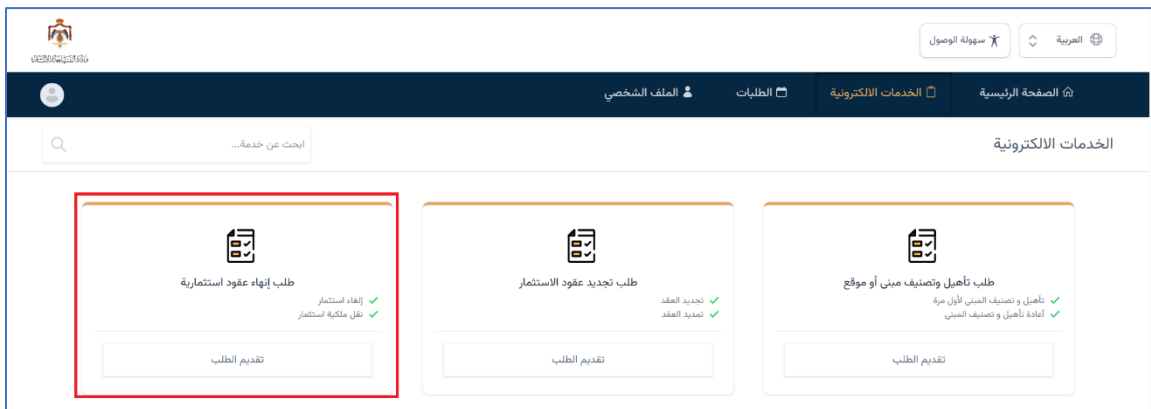 العربية
سهولة الوصول
الصفحة الرئيسية
الخدمات الالكترونية
الطلبات
الملف الشخصي
الخدمات الالكترونية
ابحث عن خدمة...
طلب تأهيل وتصنيف مبنى أو موقع
تأهيل و تصنيف المبنى لأول مرة
أعادة تأهيل و تصنيف المبنى
تقديم الطلب
طلب تجديد عقود الاستثمار
تجديد العقد
تمديد العقد
تقديم الطلب
طلب إنهاء عقود استثمارية
إلغاء استثمار
نقل ملكية استثمار
تقديم الطلب